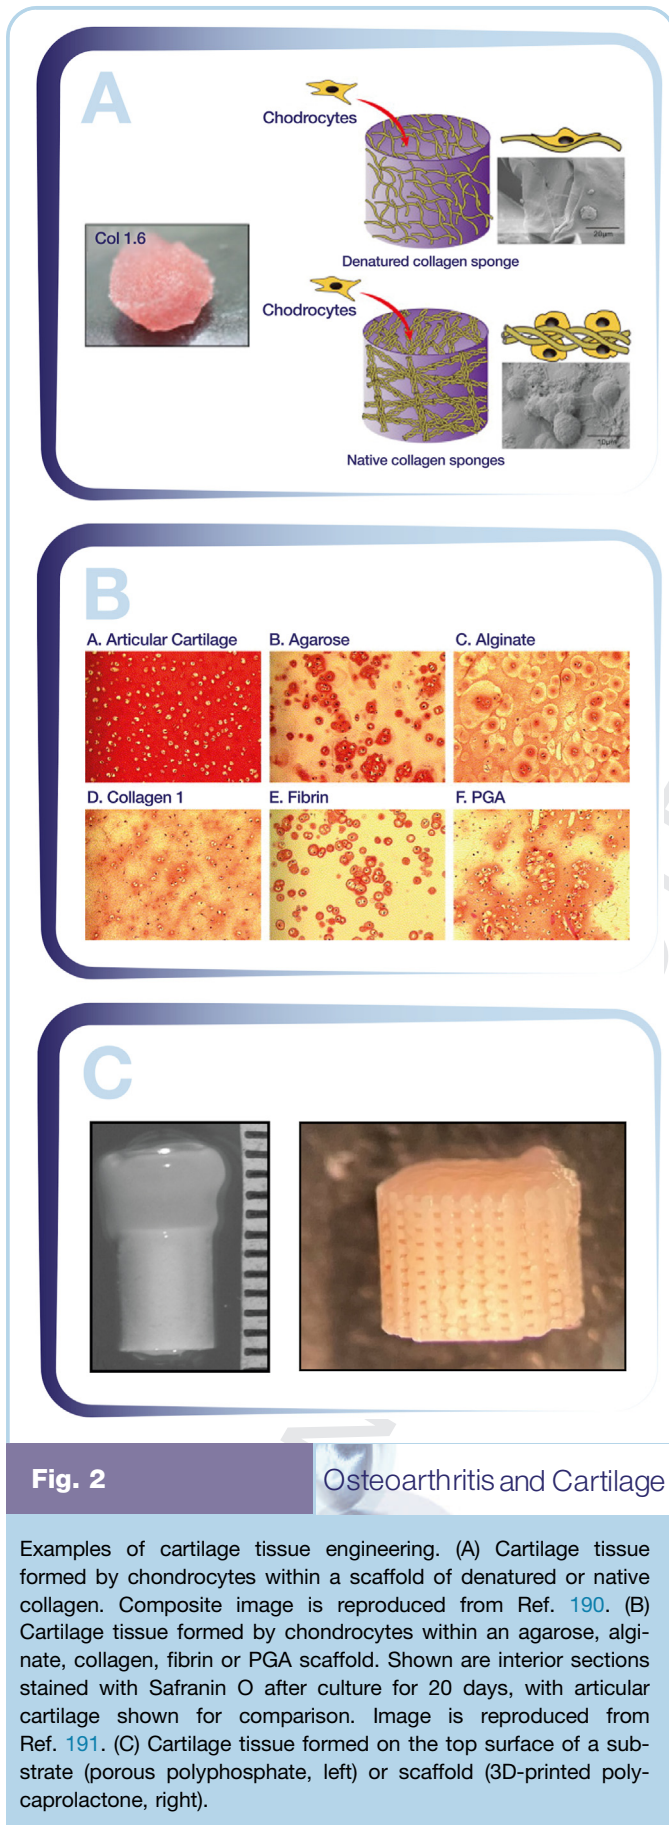 A
Chodrocytes
Col 1.6
20µm
Denatured collagen sponge
Chodrocytes
10µm
Native collagen sponges
B
A. Articular Cartilage
B. Agarose
C. Alginate
D. Collagen 1
E. Fibrin
F. PGA
C
Fig. 2
Osteoarthritis and Cartilage
Examples of cartilage tissue engineering. (A) Cartilage tissue
formed by chondrocytes within a scaffold of denatured or native
collagen. Composite image is reproduced from Ref. 190. (B)
Cartilage tissue formed by chondrocytes within an agarose, algi-
nate, collagen, fibrin or PGA scaffold. Shown are interior sections
stained with Safranin O after culture for 20 days, with articular
cartilage shown for comparison. Image is reproduced from
Ref. 191. (C) Cartilage tissue formed on the top surface of a sub-
strate (porous polyphosphate, left) or scaffold (3D-printed poly-
caprolactone, right).